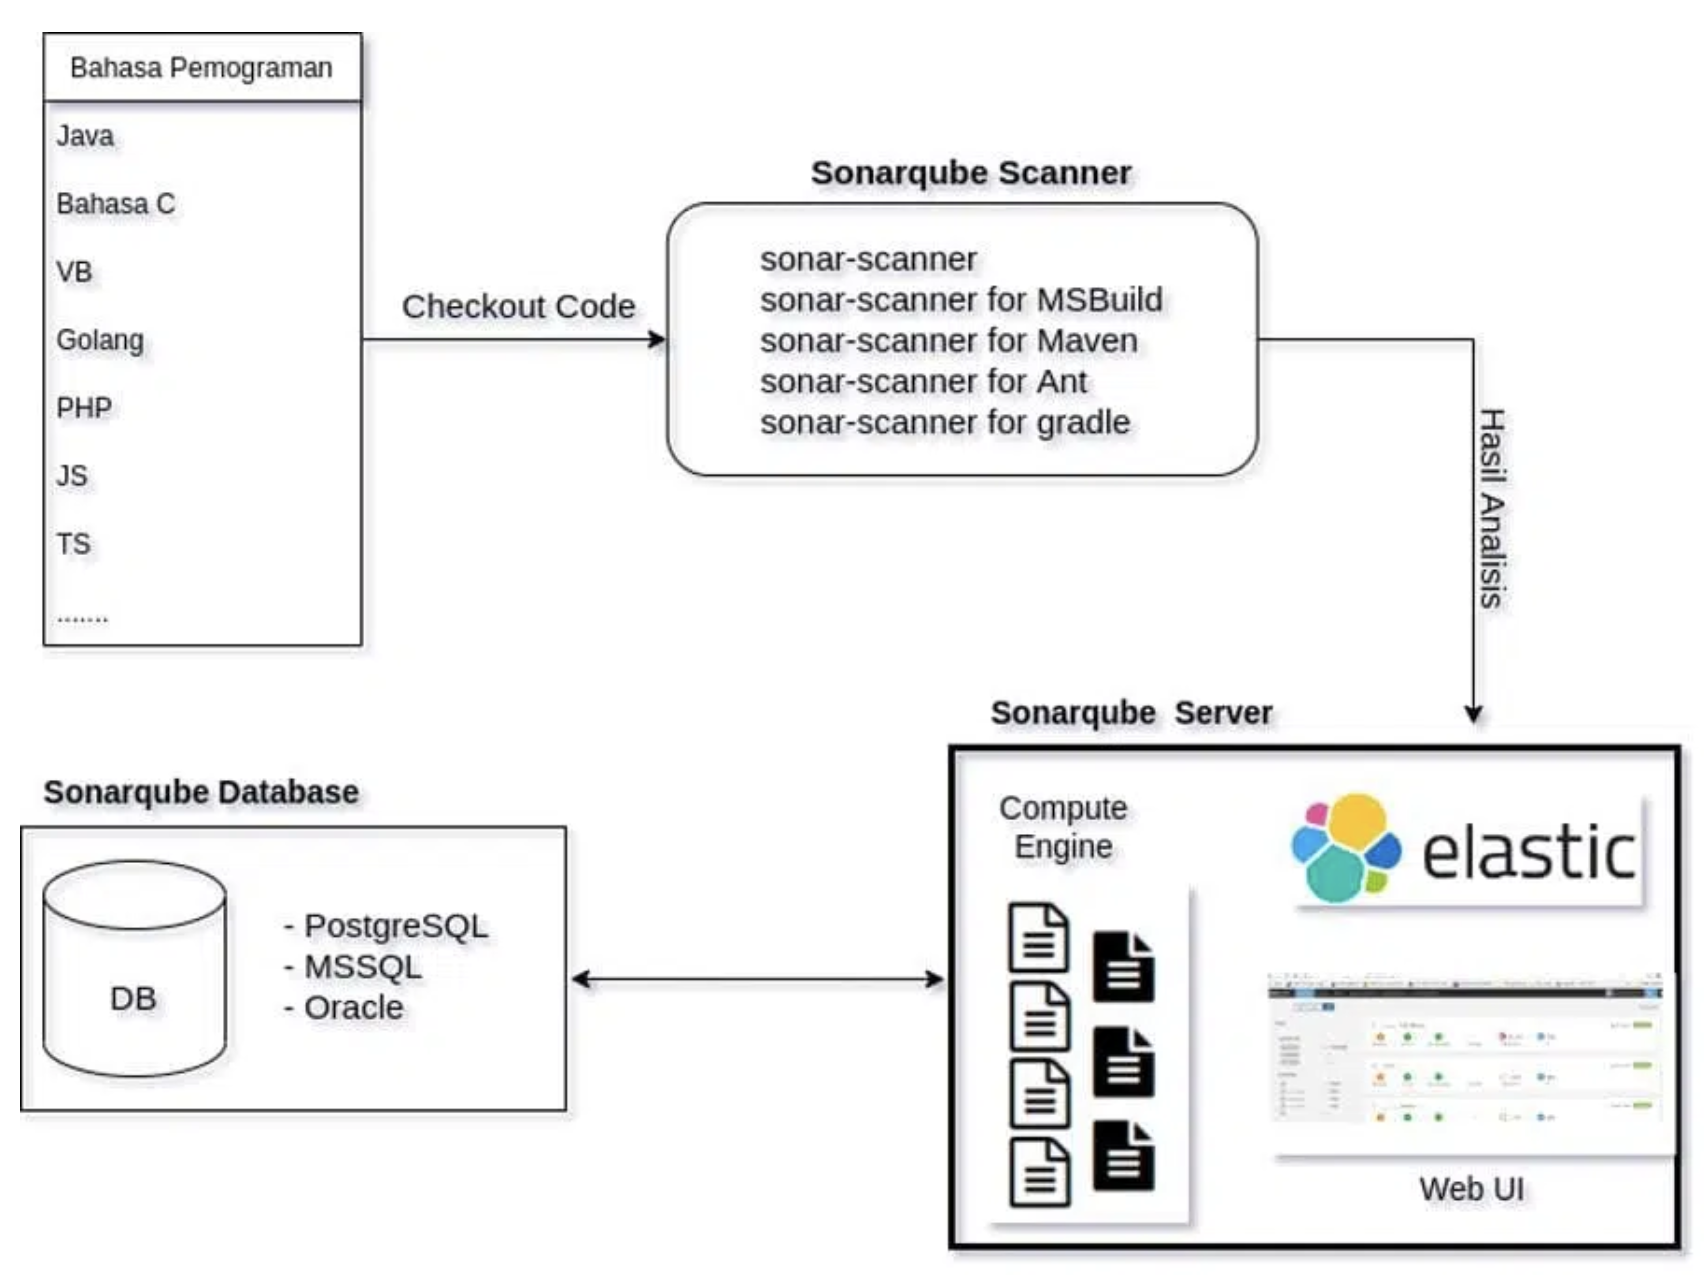 Bahasa Pemograman
Java
Bahasa C
VB
Golang
PHP
JS
TS
.......
Checkout Code
Sonarqube Scanner
sonar-scanner
sonar-scanner for MSBuild
sonar-scanner for Maven
sonar-scanner for Ant
sonar-scanner for gradle
Hasil Analisis
Sonarqube Server
Compute
Engine
elastic
Web UI
Sonarqube Database
DB
- PostgreSQL
- MSSQL
- Oracle